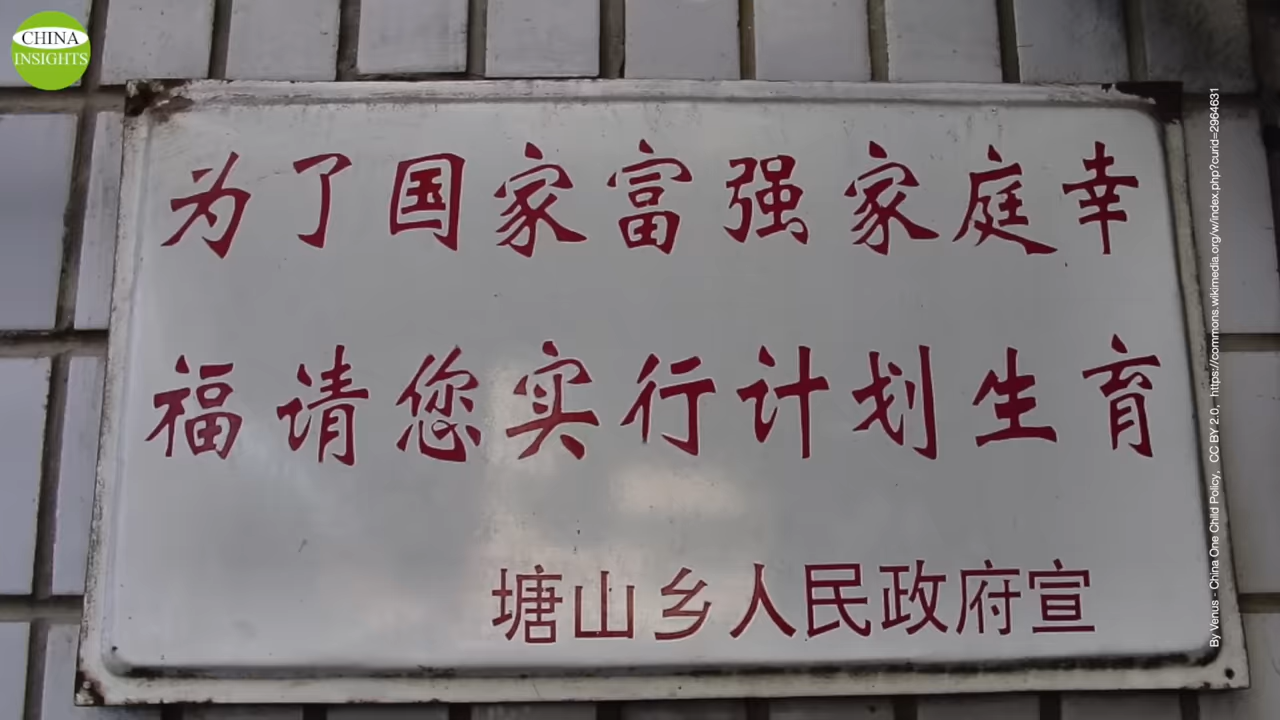 CHINA
INSIGHTS
为了国家富强家庭幸
福请您实行计划生育
塘山乡人民政府宣
By Venus - China One Child Policy, CC BY 2.0, https://commons.wikimedia.org/w/index.php?curid=2964631